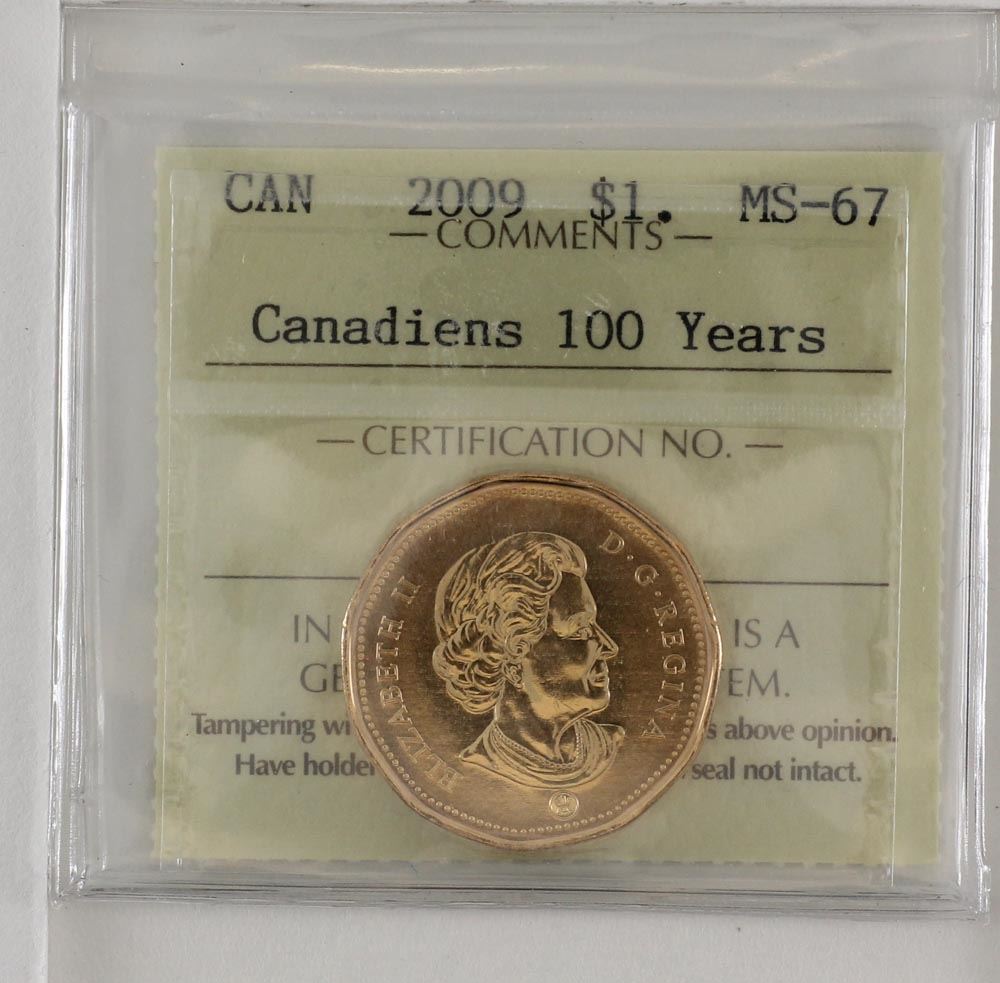 CAN 2009 $1. MS-67
— COMMENTS —
Canadiens 100 Years
— CERTIFICATION NO. —
ELIZABETH II D·G·REGINA
IN IS A
GE EM.
Tampering wi s above opinion.
Have holder seal not intact.